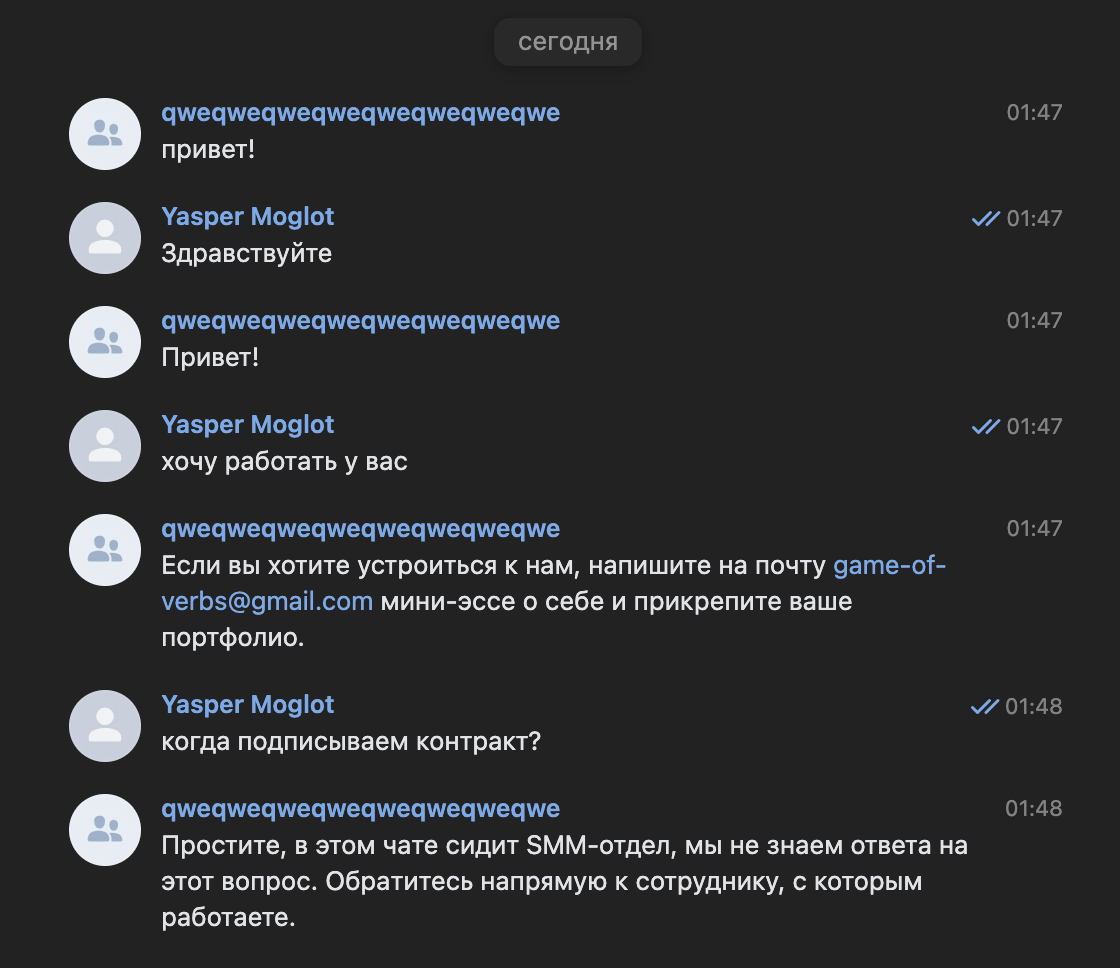 сегодня
qweqweqweqweqweqweqweqwe 01:47
привет!
Yasper Moglot 01:47
Здравствуйте
qweqweqweqweqweqweqweqwe 01:47
Привет!
Yasper Moglot 01:47
хочу работать у вас
qweqweqweqweqweqweqweqwe 01:47
Если вы хотите устроиться к нам, напишите на почту game-of-
verbs@gmail.com мини-эссе о себе и прикрепите ваше
портфолио.
Yasper Moglot 01:48
когда подписываем контракт?
qweqweqweqweqweqweqweqwe 01:48
Простите, в этом чате сидит SMM-отдел, мы не знаем ответа на
этот вопрос. Обратитесь напрямую к сотруднику, с которым
работаете.